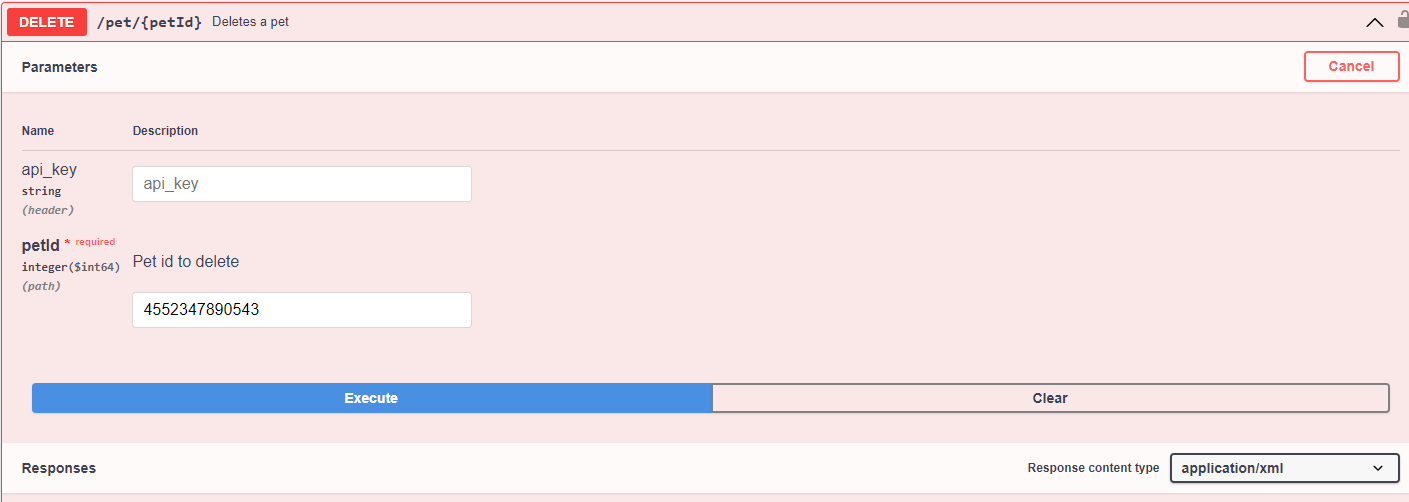 DELETE /pet/{petId} Deletes a pet
Parameters Cancel
Name Description
api_key api_key
string
(header)
petId * required
integer($int64) Pet id to delete
(path)
4552347890543
Execute Clear
Responses Response content type application/xml